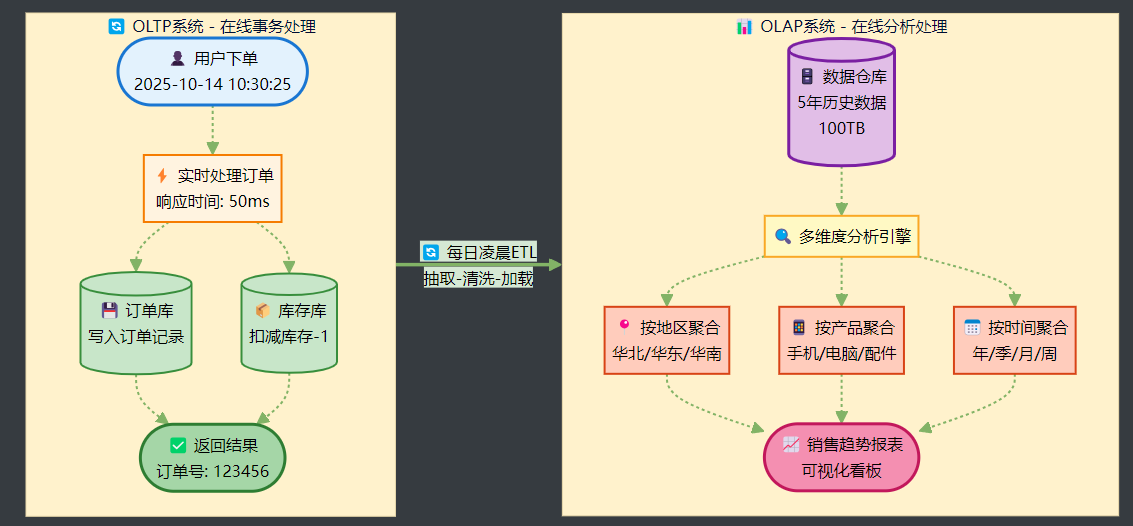 🔄 OLTP系统 - 在线事务处理
👤 用户下单
2025-10-14 10:30:25
⚡ 实时处理订单
响应时间: 50ms
💾 订单库
写入订单记录
📦 库存库
扣减库存-1
✅ 返回结果
订单号: 123456
🔄 每日凌晨ETL
抽取-清洗-加载
📊 OLAP系统 - 在线分析处理
🗄️ 数据仓库
5年历史数据
100TB
🔍 多维度分析引擎
📍 按地区聚合
华北/华东/华南
📱 按产品聚合
手机/电脑/配件
📅 按时间聚合
年/季/月/周
📈 销售趋势报表
可视化看板